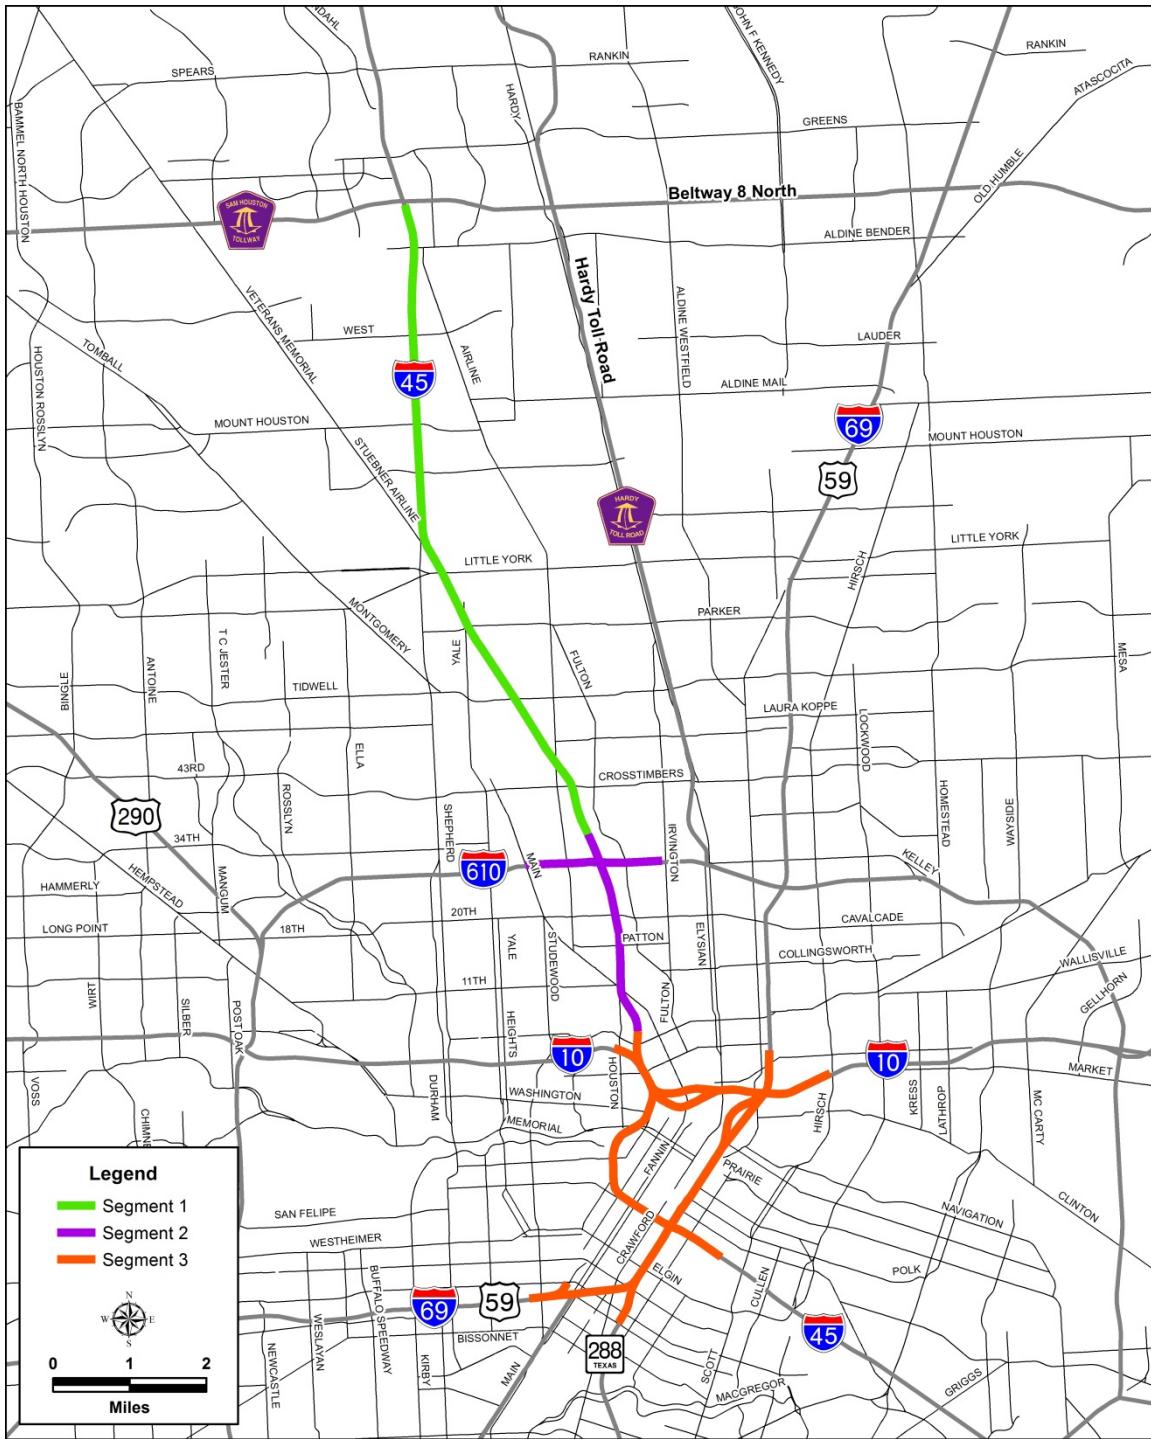 NDAHL
RANKIN
JOHN F KENNEDY
RANKIN
SPEARS
ATASCOCITA
HARDY
BAMMEL NORTH HOUSTON
GREENS
OLD HUMBLE
Beltway 8 North
SAM HOUSTON
TOLLWAY
ALDINE BENDER
Hardy Toll Road
ALDINE WESTFIELD
VETERANS MEMORIAL
WEST
LAUDER
TOMBALL
HOUSTON ROSSLYN
AIRLINE
45
ALDINE MAIL
MOUNT HOUSTON
69
MOUNT HOUSTON
STUEBNER AIRLINE
59
HARDY
TOLL ROAD
LITTLE YORK
LITTLE YORK
HIRSCH
MONTGOMERY
PARKER
T C JESTER
YALE
FULTON
MESA
BINGLE
ANTOINE
TIDWELL
LAURA KOPPE
LOCKWOOD
ELLA
43RD
CROSSTIMBERS
ROSSLYN
290
SHEPHERD
HOMESTEAD
WAYSIDE
34TH
MAIN
IRVINGTON
KELLEY
610
HEMPSTEAD
MANGUM
HAMMERLY
20TH
CAVALCADE
LONG POINT
18TH
YALE
STUDEWOOD
PATTON
ELYSIAN
COLLINGSWORTH
WALLISVILLE
11TH
WIRT
SILBER
POST OAK
FULTON
GELLHORN
HEIGHTS
10
HOUSTON
10
MARKET
VOSS
DURHAM
WASHINGTON
HIRSCH
KRESS
LATHROP
MC CARTY
CHIMNE
MEMORIAL
FANNIN
PRAIRIE
Legend
Segment 1
Segment 2
Segment 3
CLINTON
SAN FELIPE
NAVIGATION
WESTHEIMER
CRAWFORD
BUFFALO SPEEDWAY
ELGIN
CULLEN
POLK
N
W E
S
69
59
WESLAYAN
45
BISSONNET
NEWCASTLE
KIRBY
MAIN
288
TEXAS
SCOTT
MACGREGOR
GRIGGS
0 1 2
Miles